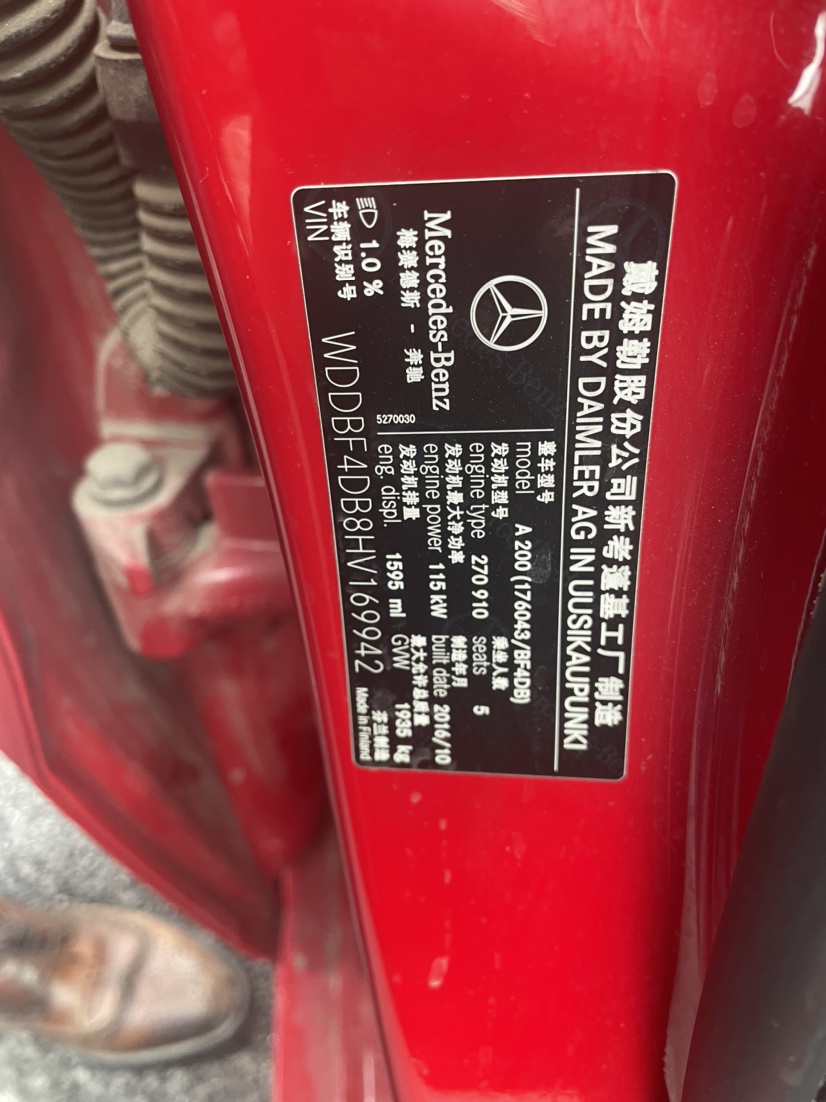 戴姆勒股份公司新考蓬基工厂制造
MADE BY DAIMLER AG IN UUSIKAUPUNKI
Mercedes-Benz
梅赛德斯 - 奔驰
5270030
整车型号
model A 200 (176043/BF4DB)
发动机型号 乘坐人数
engine type 270 910 seats 5
发动机最大净功率 制造年月
engine power 115 kW built date 2016/10
发动机排量 最大允许总质量
eng. displ. 1595 ml GVW 1935 kg
1.0 %
车辆识别号 芬兰制造
VIN WDDBF4DB8HV169942 Made in Finland